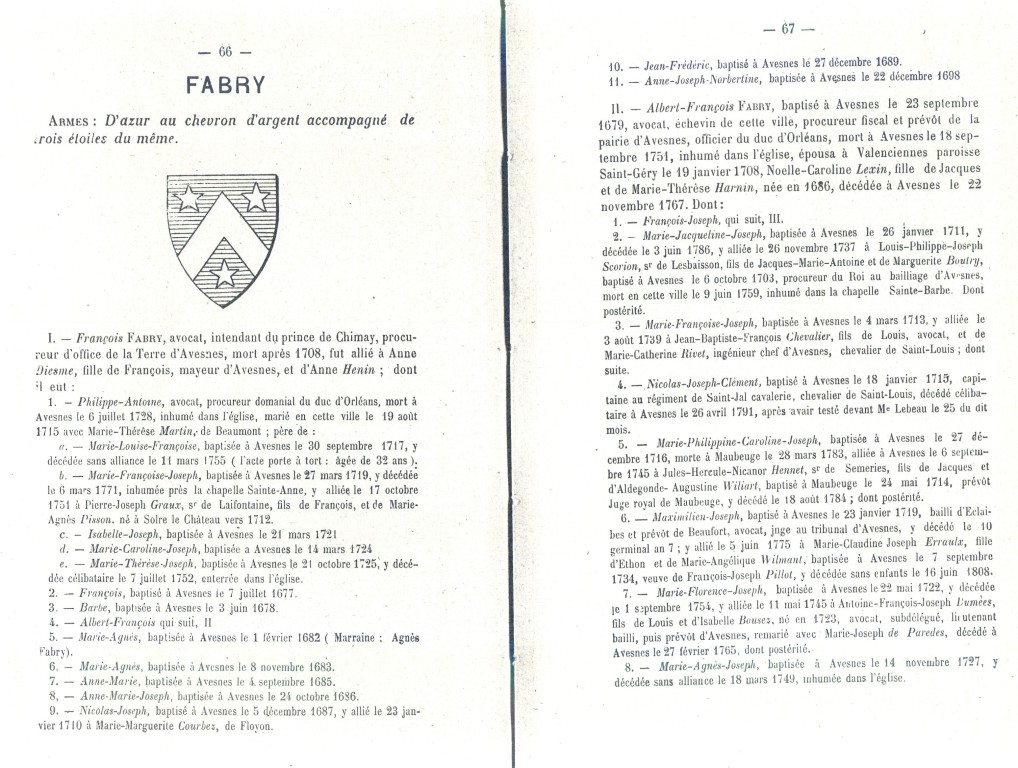 — 66 —
FABRY
ARMES : D'azur au chevron d'argent accompagné de
trois étoiles du même.
I. — François FABRY, avocat, intendant du prince de Chimay, procu-
reur d'office de la Terre d'Avesnes, mort après 1708, fut allié à Anne
Diesme, fille de François, mayeur d'Avesnes, et d'Anne Henin ; dont
il eut :
1. — Philippe-Antoine, avocat, procureur domanial du duc d'Orléans, mort à
Avesnes le 6 juillet 1728, inhumé dans l'église, marié en cette ville le 19 août
1715 avec Marie-Thérèse Martin, de Beaumont ; père de :
a. — Marie-Louise-Françoise, baptisée à Avesnes le 30 septembre 1717, y
décédée sans alliance le 11 mars 1755 ( l'acte porte à tort : âgée de 32 ans ).
b. — Marie-Françoise-Joseph, baptisée à Avesnes le 27 mars 1719, y décédée
le 6 mars 1771, inhumée près la chapelle Sainte-Anne, y alliée le 17 octobre
1751 à Pierre-Joseph Graux, sr de Laifontaine, fils de François, et de Marie-
Agnès Pisson. né à Solre le Château vers 1712.
c. — Isabelle-Joseph, baptisée à Avesnes le 21 mars 1721
d. — Marie-Caroline-Joseph, baptisée a Avesnes le 14 mars 1724
e. — Marie-Thérèse-Joseph, baptisée à Avesnes le 21 octobre 1725, y décé-
dée célibataire le 7 juillet 1752, enterrée dans l'église.
2. — François, baptisé à Avesnes le 7 juillet 1677.
3. — Barbe, baptisée à Avesnes le 3 juin 1678.
4. — Albert-François qui suit, II
5. — Marie-Agnès, baptisée à Avesnes le 1 février 1682 ( Marraine : Agnès
Fabry).
6. — Marie-Agnès, baptisée à Avesnes le 8 novembre 1683.
7. — Anne-Marie, baptisée à Avesnes le 4 septembre 1685.
8, — Anne-Marie-Joseph, baptisée à Avesnes le 24 octobre 1686.
9. — Nicolas-Joseph, baptisé à Avesnes le 5 décembre 1687, y allié le 23 jan-
vier 1710 à Marie-Marguerite Courbez, de Floyon.
— 67 —
10. — Jean-Frédéric, baptisé à Avesnes le 27 décembre 1689.
11. — Anne-Joseph-Norbertine, baptisée à Avesnes le 22 décembre 1698
II. — Albert-François FABRY, baptisé à Avesnes le 23 septembre
1679, avocat, échevin de cette ville, procureur fiscal et prévôt de la
pairie d'Avesnes, officier du duc d'Orléans, mort à Avesnes le 18 sep-
tembre 1751, inhumé dans l'église, épousa à Valenciennes paroisse
Saint-Géry le 19 janvier 1708, Noelle-Caroline Lexin, fille de Jacques
et de Marie-Thérèse Harnin, née en 1686, décédée à Avesnes le 22
novembre 1767. Dont :
1. — François-Joseph, qui suit, III.
2. — Marie-Jacqueline-Joseph, baptisée à Avesnes le 26 janvier 1711, y
décédée le 3 juin 1786, y alliée le 26 novembre 1737 à Louis-Philippe-Joseph
Scorion, sr de Lesbaisson, fils de Jacques-Marie-Antoine et de Marguerite Boutry,
baptisé à Avesnes le 6 octobre 1703, procureur du Roi au bailliage d'Avesnes,
mort en cette ville le 9 juin 1759, inhumé dans la chapelle Sainte-Barbe. Dont
postérité.
3. — Marie-Françoise-Joseph, baptisée à Avesnes le 4 mars 1713, y alliée le
3 août 1739 à Jean-Baptiste-François Chevalier, fils de Louis, avocat, et de
Marie-Catherine Rivet, ingénieur chef d'Avesnes, chevalier de Saint-Louis ; dont
suite.
4. — Nicolas-Joseph-Clément, baptisé à Avesnes le 18 janvier 1715, capi-
taine au régiment de Saint-Jal cavalerie, chevalier de Saint-Louis, décédé céliba-
taire à Avesnes le 26 avril 1791, après avair testé devant Me Lebeau le 25 du dit
mois.
5. — Marie-Philippine-Caroline-Joseph, baptisée à Avesnes le 27 dé-
cembre 1716, morte à Maubeuge le 28 mars 1783, alliée à Avesnes le 6 septem-
bre 1745 à Jules-Hercule-Nicanor Hennet, sr de Semeries, fils de Jacques et
d'Aldegonde- Augustine Wiliart, baptisé à Maubeuge le 24 mai 1714, prévôt
Juge royal de Maubeuge, y décédé le 18 août 1784 ; dont postérité.
6. — Maximilien-Joseph, baptisé à Avesnes le 23 janvier 1719, bailli d'Eclai-
bes et prévôt de Beaufort, avocat, juge au tribunal d'Avesnes, y décédé le 10
germinal an 7 ; y allié le 5 juin 1775 à Marie-Claudine Joseph Erraulx, fille
d'Ethon et de Marie-Angélique Wilmant, baptisée à Avesnes le 7 septembre
1734, veuve de François-Joseph Pillot, y décédée sans enfants le 16 juin 1808.
7. — Marie-Florence-Joseph, baptisée à Avesnes le 22 mai 1722, y décédée
le 1 septembre 1754, y alliée le 11 mai 1745 à Antoine-François-Joseph Dumées,
fils de Louis et d'Isabelle Bousez, né en 1723, avocat, subdélégué, lieutenant
bailli, puis prévôt d'Avesnes, remarié avec Marie-Joseph de Paredes, décédé à
Avesnes le 27 février 1765, dont postérité.
8. — Marie-Agnès-Joseph, baptisée à Avesnes le 14 novembre 1727, y
décédée sans alliance le 18 mars 1749, inhumée dans l'église.